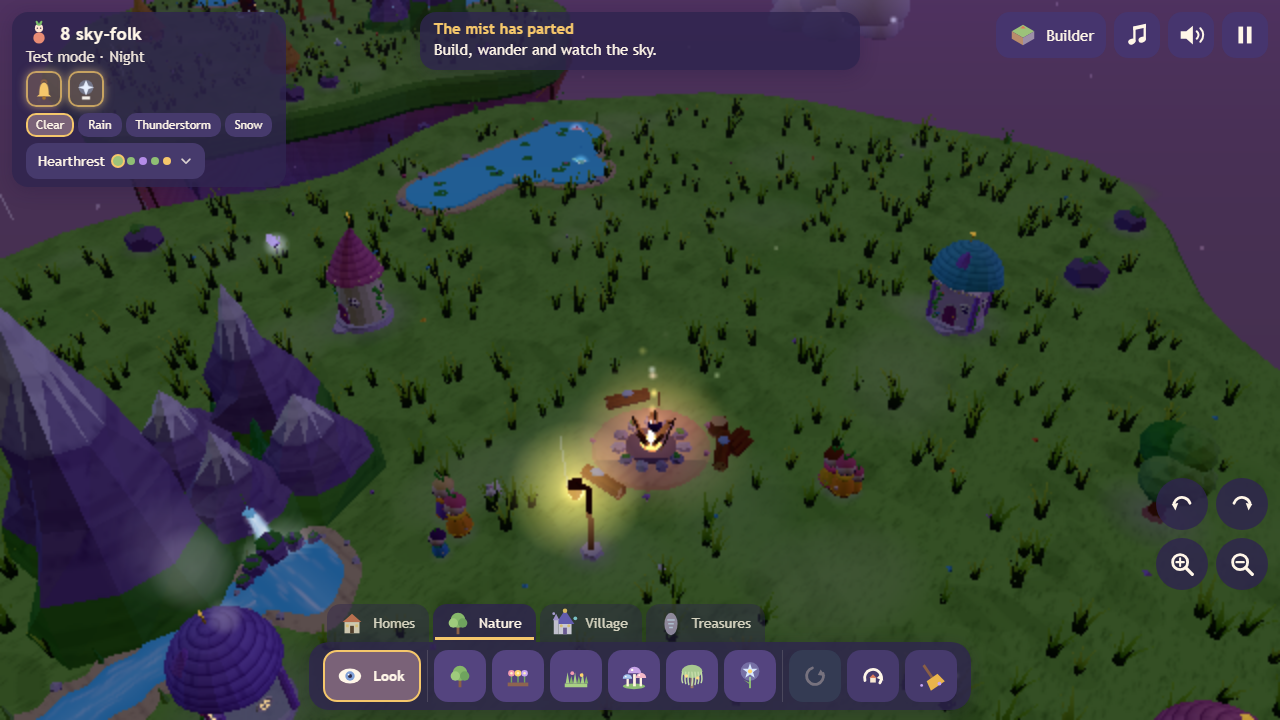 8 sky-folk
Test mode · Night
Clear Rain Thunderstorm Snow
Hearthrest
The mist has parted
Build, wander and watch the sky.
Builder
Homes Nature Village Treasures
Look